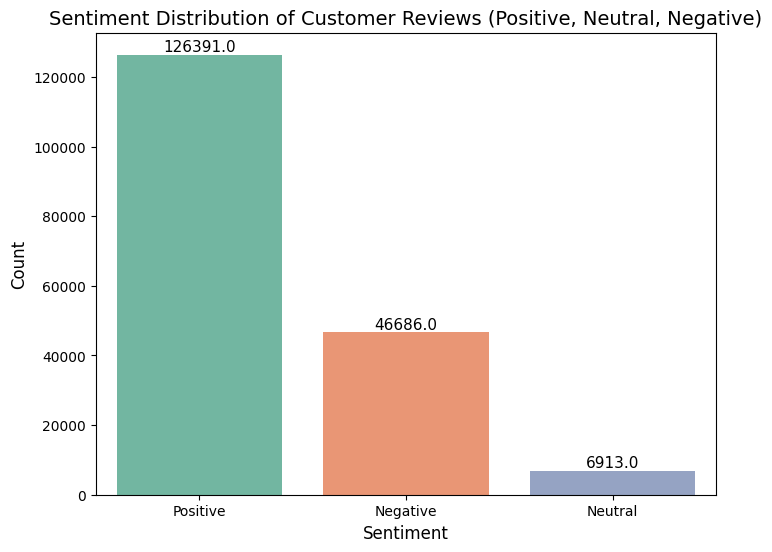 Sentiment Distribution of Customer Reviews (Positive, Neutral, Negative)
126391.0
120000
100000
80000
60000
46686.0
40000
20000
6913.0
0
Count
Positive Negative Neutral
Sentiment